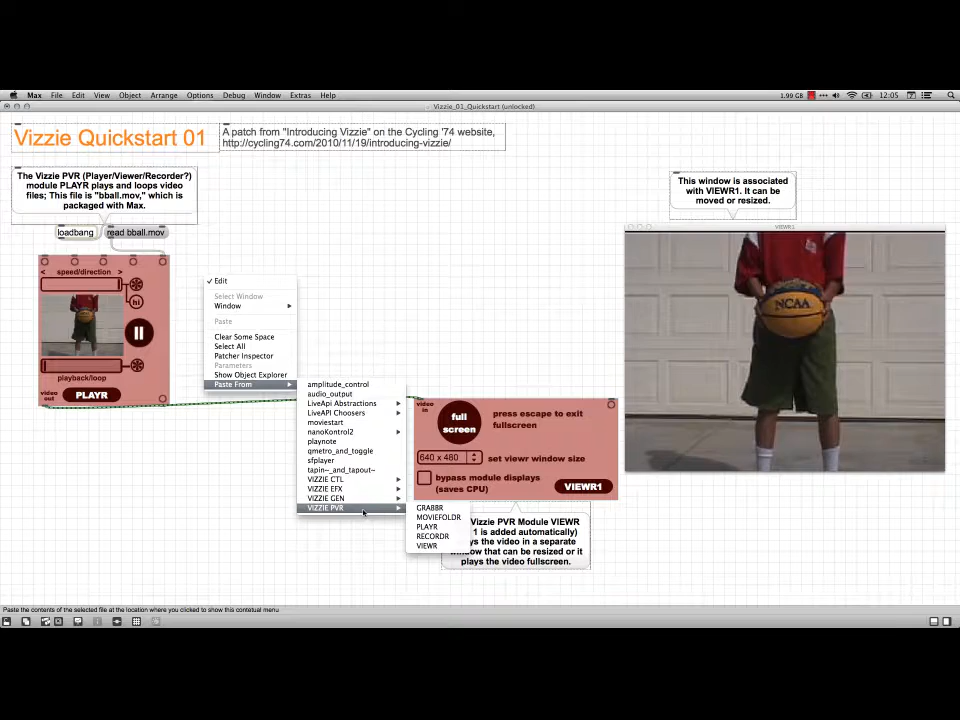 Max File Edit View Object Arrange Options Debug Window Extras Help
1.99 GB 12:05
Vizzie_01_Quickstart (unlocked)
Vizzie Quickstart 01
A patch from "Introducing Vizzie" on the Cycling '74 website,
http://cycling74.com/2010/11/19/introducing-vizzie/
The Vizzie PVR (Player/Viewer/Recorder?)
module PLAYR plays and loops video
files; This file is "bball.mov," which is
packaged with Max.
loadbang
read bball.mov
< speed/direction >
hi
playback/loop
video
out
PLAYR
Edit
Select Window
Window
Paste
Clear Some Space
Select All
Patcher Inspector
Parameters
Show Object Explorer
Paste From
amplitude_control
audio_output
LiveApi Abstractions
LiveAPI Choosers
moviestart
nanoKontrol2
playnote
qmetro_and_toggle
sfplayer
tapin~_and_tapout~
VIZZIE CTL
VIZZIE EFX
VIZZIE GEN
VIZZIE PVR
GRABBR
MOVIEFOLDR
PLAYR
RECORDR
VIEWR
video
in
full
screen
press escape to exit
fullscreen
640 x 480
set viewr window size
bypass module displays
(saves CPU)
VIEWR1
Vizzie PVR Module VIEWR
1 is added automatically)
ys the video in a separate
window that can be resized or it
plays the video fullscreen.
This window is associated
with VIEWR1. It can be
moved or resized.
VIEWR1
NCAA
Paste the contents of the selected file at the location where you clicked to show this contetual menu